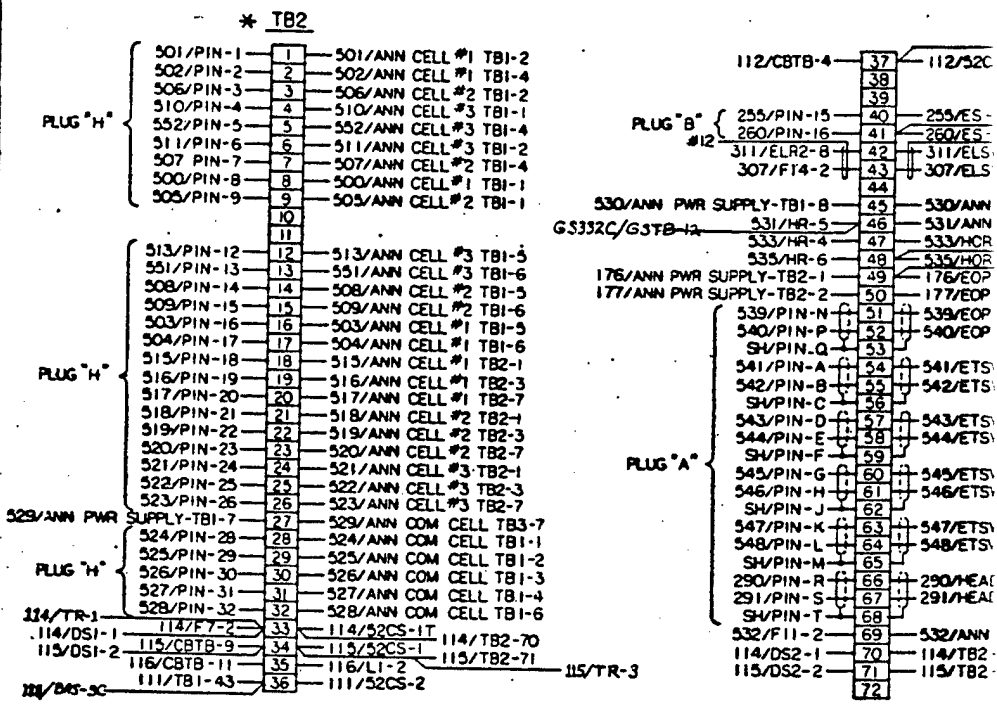 * TB2
501/PIN-1 1 501/ANN CELL #1 TB1-2
502/PIN-2 2 502/ANN CELL #1 TB1-4
506/PIN-3 3 506/ANN CELL #2 TB1-2
510/PIN-4 4 510/ANN CELL #3 TB1-1
PLUG "H"
552/PIN-5 5 552/ANN CELL #3 TB1-4
511/PIN-6 6 511/ANN CELL #3 TB1-2
507 PIN-7 7 507/ANN CELL #2 TB1-4
500/PIN-8 8 500/ANN CELL #1 TB1-1
505/PIN-9 9 505/ANN CELL #2 TB1-1
10
11
513/PIN-12 12 513/ANN CELL #3 TB1-5
551/PIN-13 13 551/ANN CELL #3 TB1-6
508/PIN-14 14 508/ANN CELL #2 TB1-5
509/PIN-15 15 509/ANN CELL #2 TB1-6
503/PIN-16 16 503/ANN CELL #1 TB1-5
504/PIN-17 17 504/ANN CELL #1 TB1-6
515/PIN-18 18 515/ANN CELL #1 TB2-1
PLUG "H"
516/PIN-19 19 516/ANN CELL #1 TB2-3
517/PIN-20 20 517/ANN CELL #1 TB2-7
518/PIN-21 21 518/ANN CELL #2 TB2-1
519/PIN-22 22 519/ANN CELL #2 TB2-3
520/PIN-23 23 520/ANN CELL #2 TB2-7
521/PIN-24 24 521/ANN CELL #3 TB2-1
522/PIN-25 25 522/ANN CELL #3 TB2-3
523/PIN-26 26 523/ANN CELL #3 TB2-7
529/ANN PWR SUPPLY-TB1-7 27 529/ANN COM CELL TB3-7
524/PIN-28 28 524/ANN COM CELL TB1-1
525/PIN-29 29 525/ANN COM CELL TB1-2
PLUG "H"
526/PIN-30 30 526/ANN COM CELL TB1-3
527/PIN-31 31 527/ANN COM CELL TB1-4
528/PIN-32 32 528/ANN COM CELL TB1-6
114/TR-1
114/F7-2 33 114/52CS-1T
114/DS1-1 114/TB2-70
115/CBTB-9 34 115/52CS-1
115/DS1-2 115/TB2-71
116/CBTB-11 35 116/L1-2
115/TR-3
111/TB1-43 36 111/52CS-2
112/CBTB-4 37 112/52C
38
39
PLUG "B"
255/PIN-15 40 255/ES-
260/PIN-16 41 260/ES-
#12
311/ELR2-8 42 311/ELS
307/F14-2 43 307/ELS
44
530/ANN PWR SUPPLY-TB1-8 45 530/ANN
GS332C/GSTB-12
531/HR-5 46 531/ANN
533/HR-4 47 533/HOR
535/HR-6 48 535/HOR
176/ANN PWR SUPPLY-TB2-1 49 176/EOP
177/ANN PWR SUPPLY-TB2-2 50 177/EOP
539/PIN-N 51 539/EOP
540/PIN-P 52 540/EOP
SH/PIN-Q 53
541/PIN-A 54 541/ETS
542/PIN-B 55 542/ETS
SH/PIN-C 56
543/PIN-D 57 543/ETS
544/PIN-E 58 544/ETS
SH/PIN-F 59
PLUG "A"
545/PIN-G 60 545/ETS
546/PIN-H 61 546/ETS
SH/PIN-J 62
547/PIN-K 63 547/ETS
548/PIN-L 64 548/ETS
SH/PIN-M 65
290/PIN-R 66 290/HEA
291/PIN-S 67 291/HEA
SH/PIN-T 68
532/F11-2 69 532/ANN
114/DS2-1 70 114/TB2
115/DS2-2 71 115/TB2
72